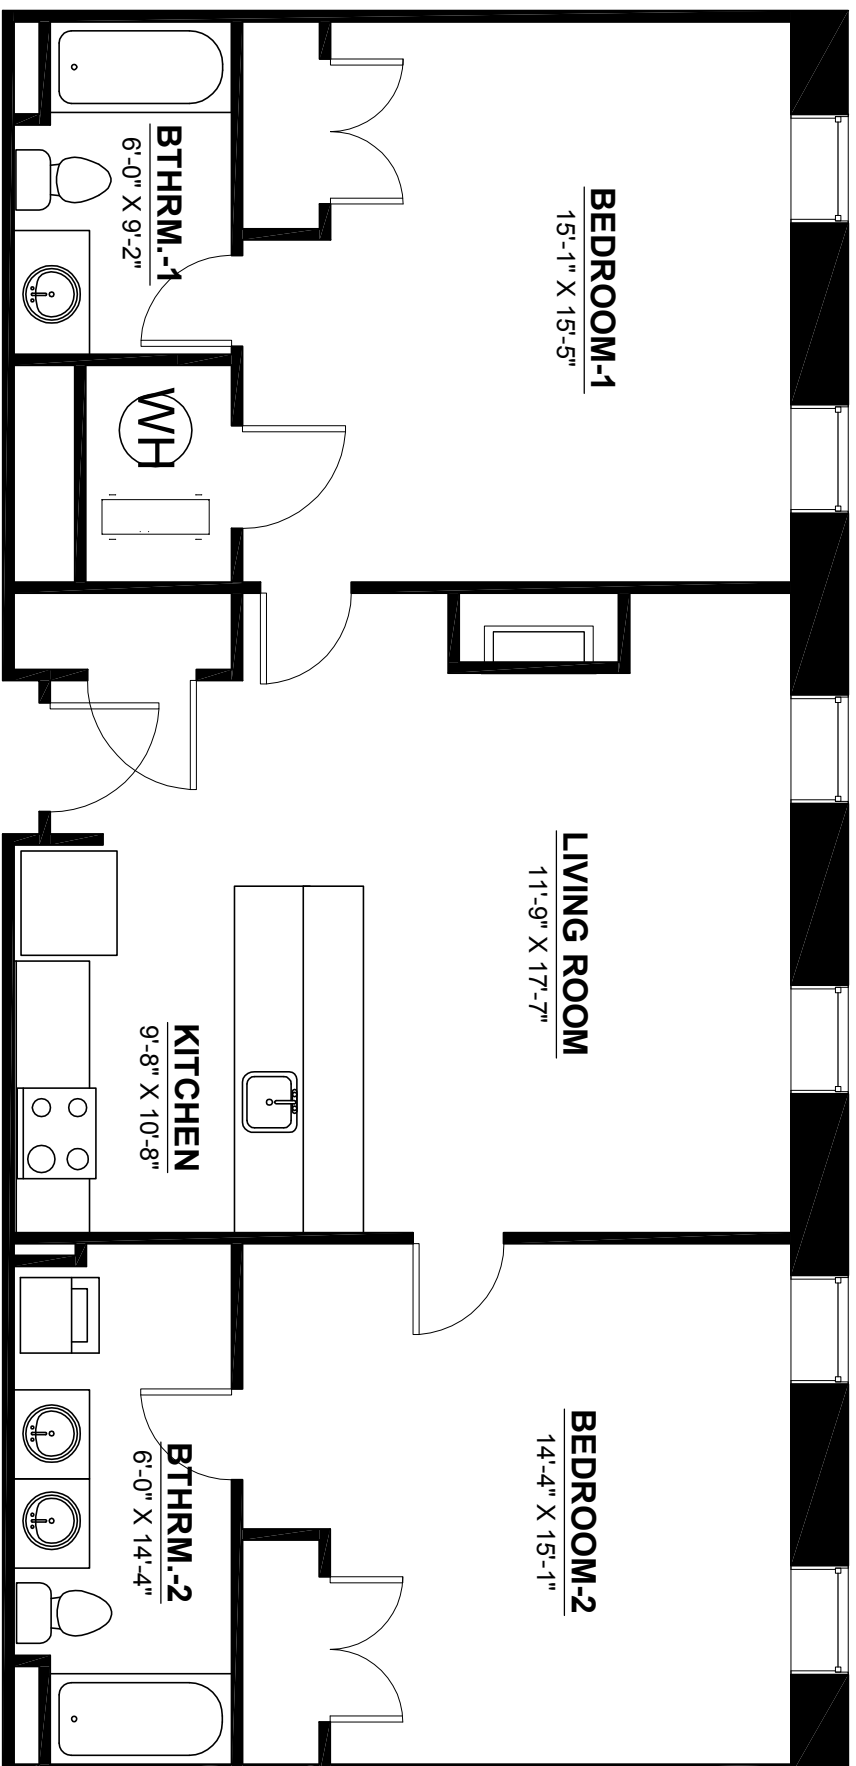 BTHRM.-1
6'-0" X 9'-2"
BEDROOM-1
15'-1" X 15'-5"
WH
LIVING ROOM
11'-9" X 17'-7"
KITCHEN
9'-8" X 10'-8"
BTHRM.-2
6'-0" X 14'-4"
BEDROOM-2
14'-4" X 15'-1"